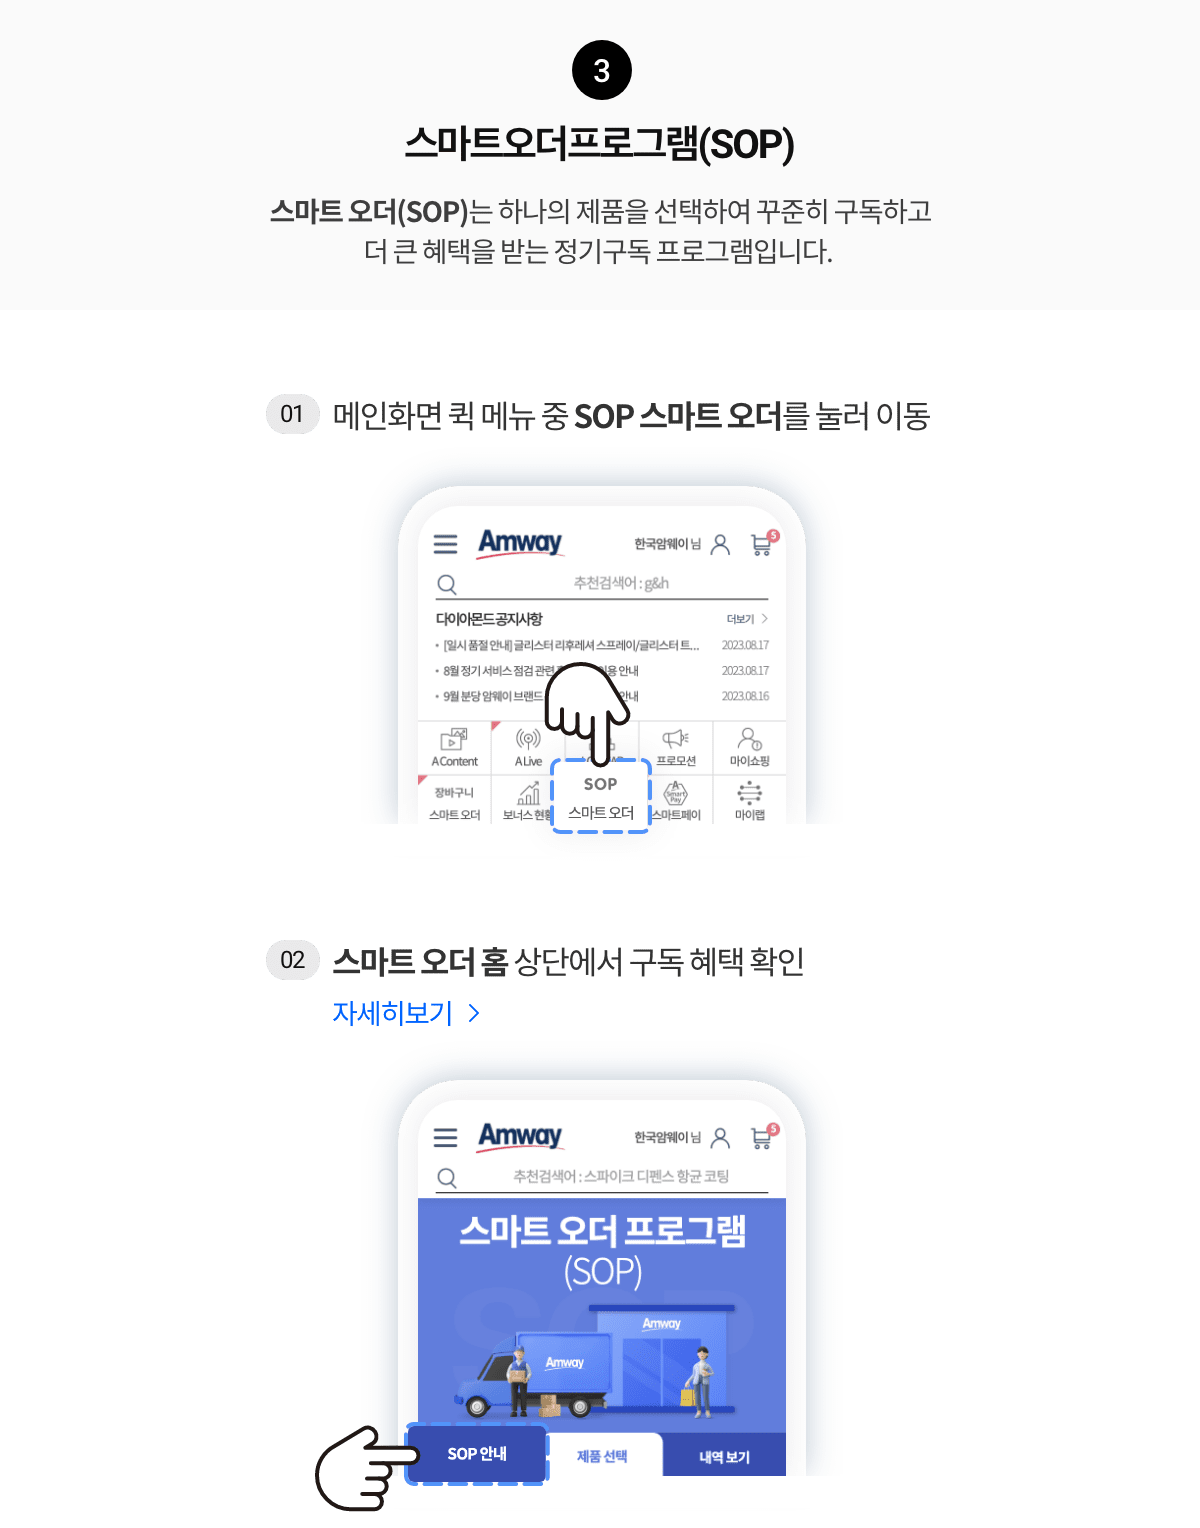 3
스마트오더프로그램(SOP)
스마트 오더(SOP)는 하나의 제품을 선택하여 꾸준히 구독하고
더 큰 혜택을 받는 정기구독 프로그램입니다.
01 메인화면 퀵 메뉴 중 SOP 스마트 오더를 눌러 이동
Amway 한국암웨이 님 5
추천검색어 : g&h
다이아몬드 공지사항 더보기
• [일시 품절 안내] 글리스터 리후레셔 스프레이/글리스터 트... 2023.08.17
• 8월 정기 서비스 점검 관련 이용 안내 2023.08.17
• 9월 분당 암웨이 브랜드 안내 2023.08.16
A Content A Live 프로모션 마이쇼핑
장바구니 SOP A Smart Pay
스마트 오더 보너스 현황 스마트 오더 스마트페이 마이랩
02 스마트 오더 홈 상단에서 구독 혜택 확인
자세히보기
Amway 한국암웨이 님 5
추천검색어 : 스파이크 디펜스 항균 코팅
스마트 오더 프로그램
(SOP)
SOP
Amway
Amway
SOP 안내 제품 선택 내역 보기